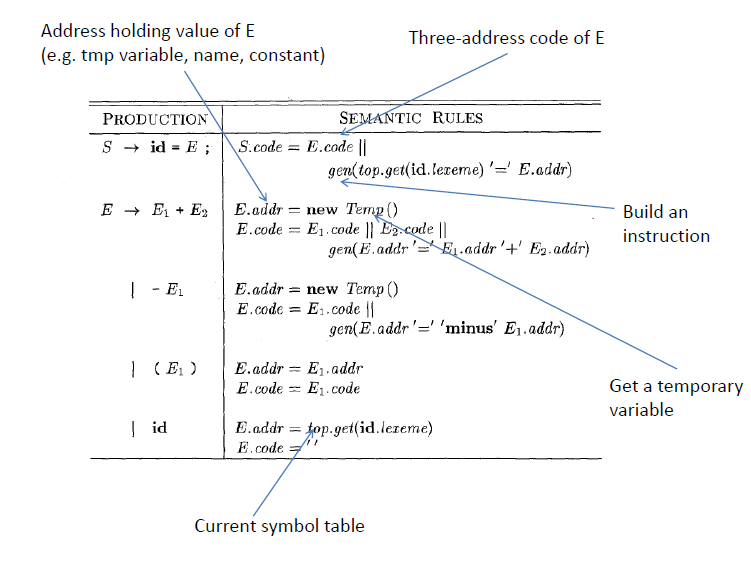 Address holding value of E
(e.g. tmp variable, name, constant)
Three-address code of E
PRODUCTION SEMANTIC RULES
S → id = E ; S.code = E.code ||
gen(top.get(id.lexeme) '=' E.addr)
E → E₁ + E₂ E.addr = new Temp()
E.code = E₁.code || E₂.code ||
gen(E.addr '=' E₁.addr '+' E₂.addr)
Build an
instruction
| - E₁ E.addr = new Temp()
E.code = E₁.code ||
gen(E.addr '=' 'minus' E₁.addr)
| ( E₁ ) E.addr = E₁.addr
E.code = E₁.code
Get a temporary
variable
| id E.addr = top.get(id.lexeme)
E.code = ''
Current symbol table